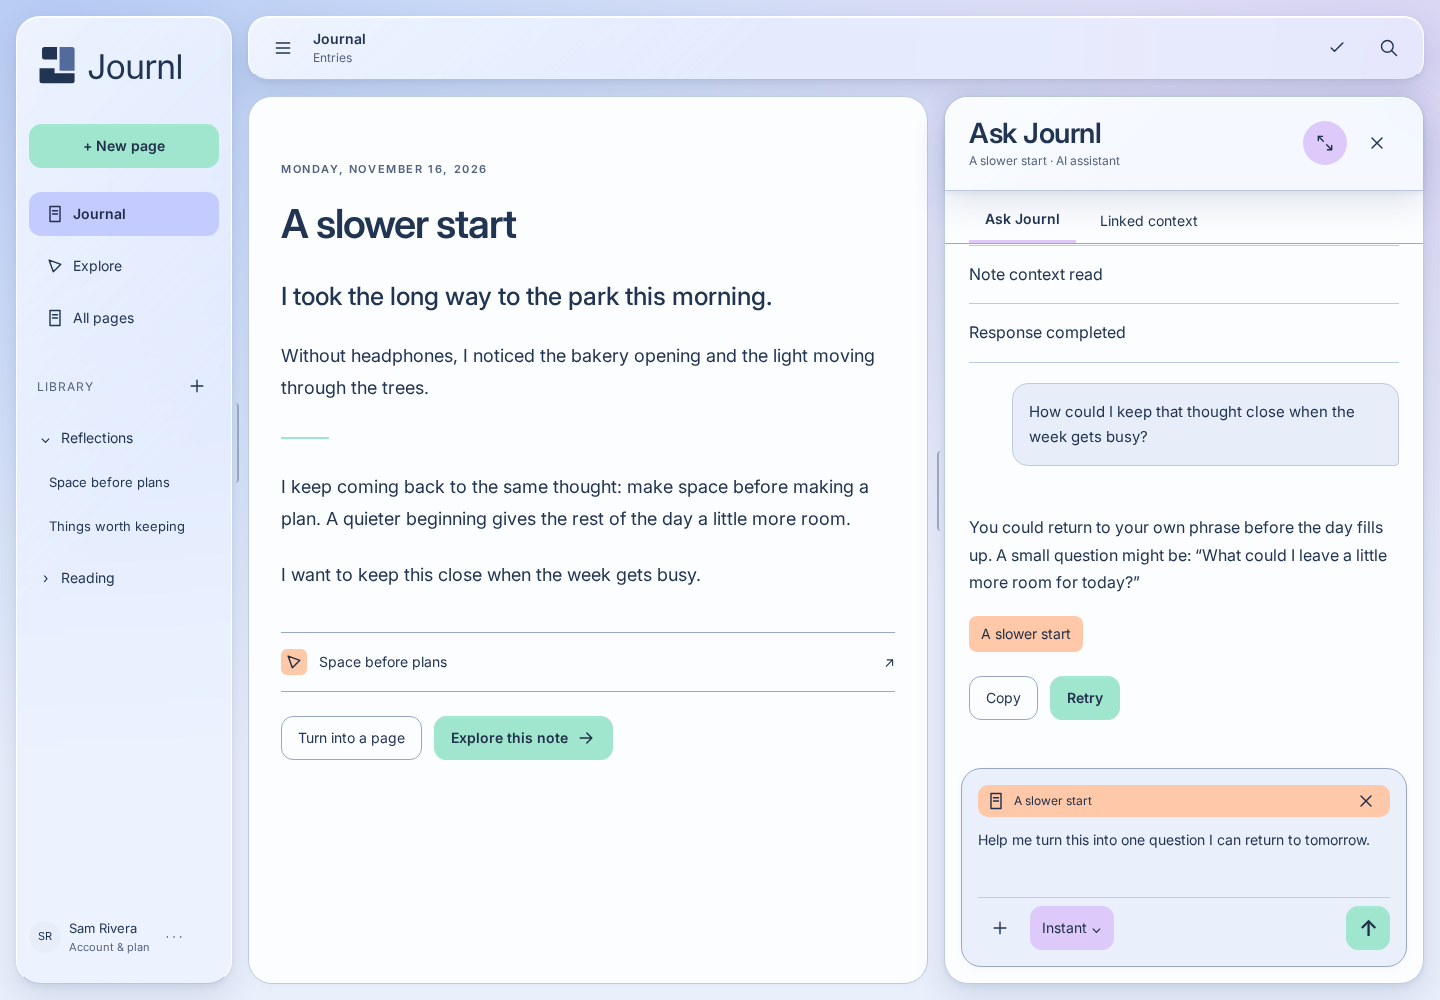 Journl
+ New page
Journal
Explore
All pages
LIBRARY
Reflections
Space before plans
Things worth keeping
Reading
SR
Sam Rivera
Account & plan
Journal
Entries
MONDAY, NOVEMBER 16, 2026
A slower start
I took the long way to the park this morning.
Without headphones, I noticed the bakery opening and the light moving
through the trees.
I keep coming back to the same thought: make space before making a
plan. A quieter beginning gives the rest of the day a little more room.
I want to keep this close when the week gets busy.
Space before plans
Turn into a page
Explore this note
Ask Journl
A slower start · AI assistant
Ask Journl
Linked context
Note context read
Response completed
How could I keep that thought close when the
week gets busy?
You could return to your own phrase before the day fills
up. A small question might be: “What could I leave a little
more room for today?”
A slower start
Copy
Retry
A slower start
Help me turn this into one question I can return to tomorrow.
Instant